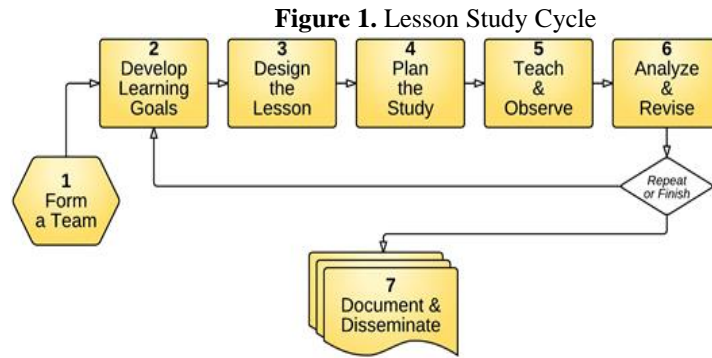 Figure 1. Lesson Study Cycle
1
Form
a Team
2
Develop
Learning
Goals
3
Design
the
Lesson
4
Plan
the
Study
5
Teach
&
Observe
6
Analyze
&
Revise
Repeat
or Finish
7
Document &
Disseminate